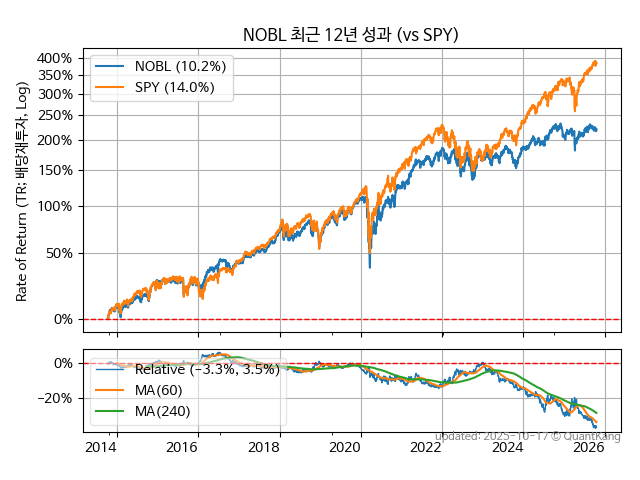 NOBL 최근 12년 성과 (vs SPY)
Rate of Return (TR; 배당재투자, Log)
400%
350%
300%
250%
200%
150%
100%
50%
0%
NOBL (10.2%)
SPY (14.0%)
0%
−20%
Relative (−3.3%, 3.5%)
MA(60)
MA(240)
2014 2016 2018 2020 2022 2024 2026
updated: 2025-10-17 © QuantKang